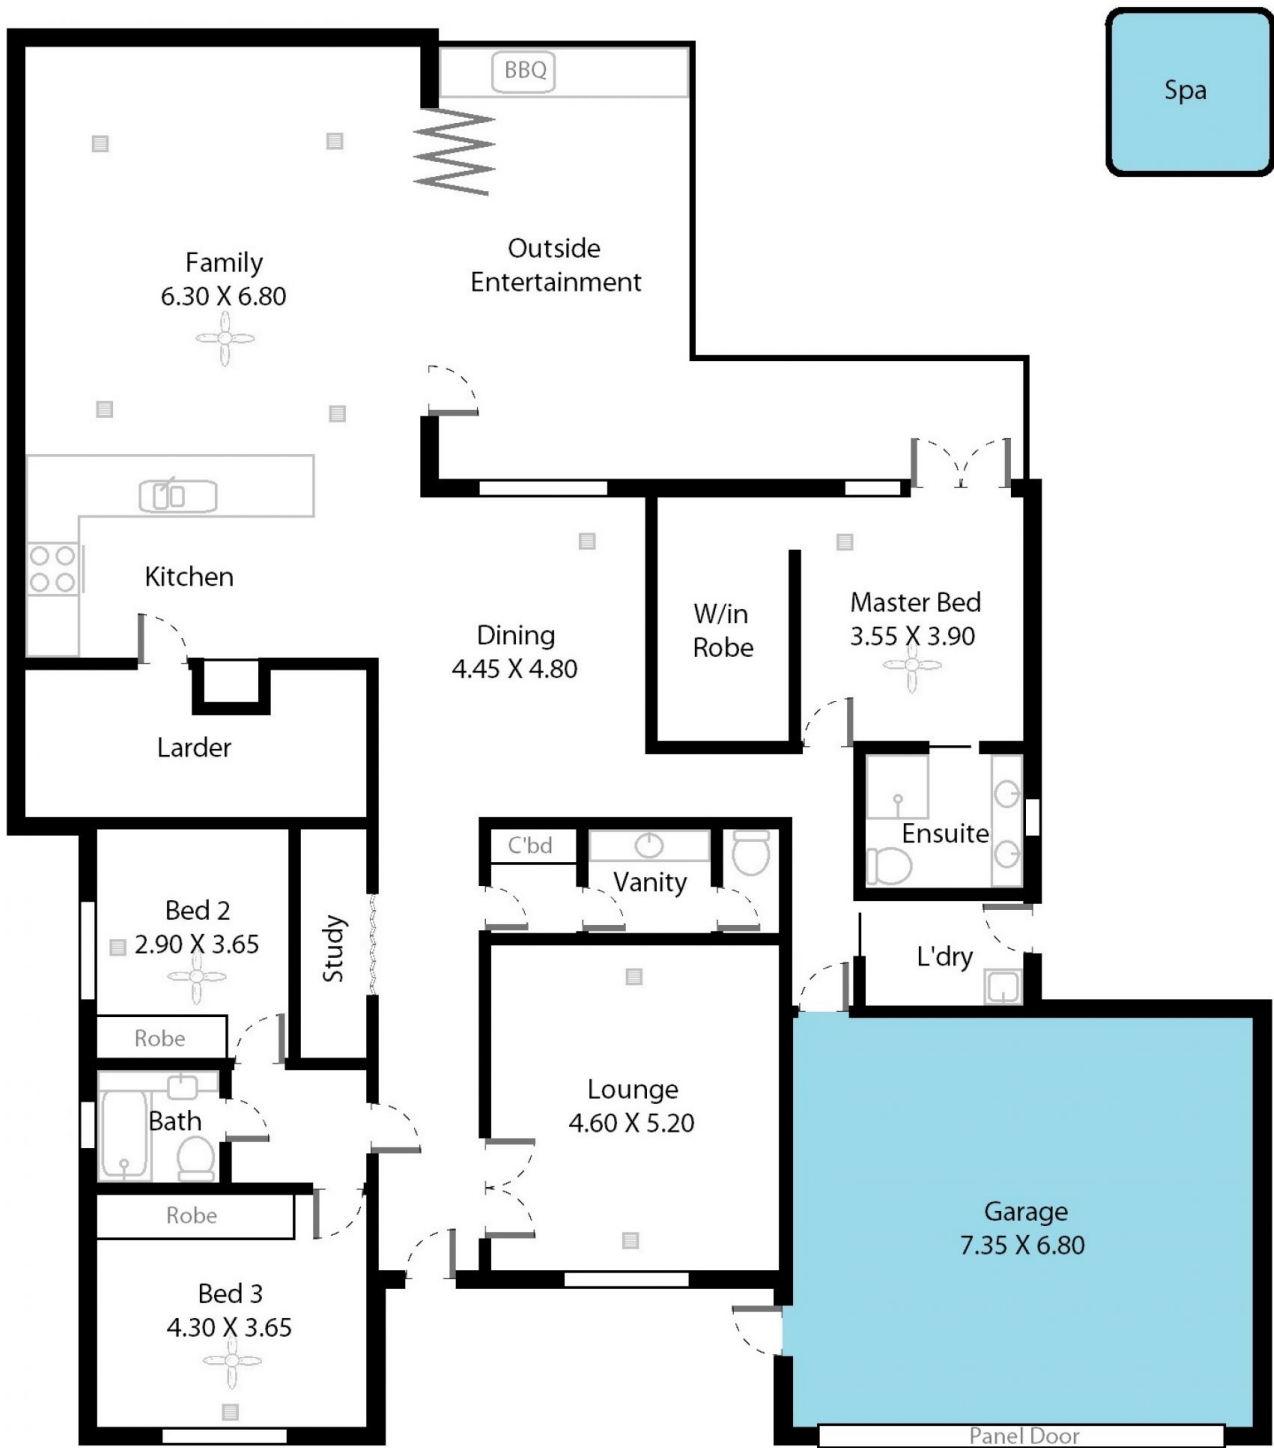 BBQ
Spa
Family
6.30 X 6.80
Outside
Entertainment
Kitchen
Dining
4.45 X 4.80
W/in
Robe
Master Bed
3.55 X 3.90
Larder
C'bd
Vanity
Ensuite
Bed 2
2.90 X 3.65
Study
L'dry
Robe
Bath
Lounge
4.60 X 5.20
Robe
Garage
7.35 X 6.80
Bed 3
4.30 X 3.65
Panel Door